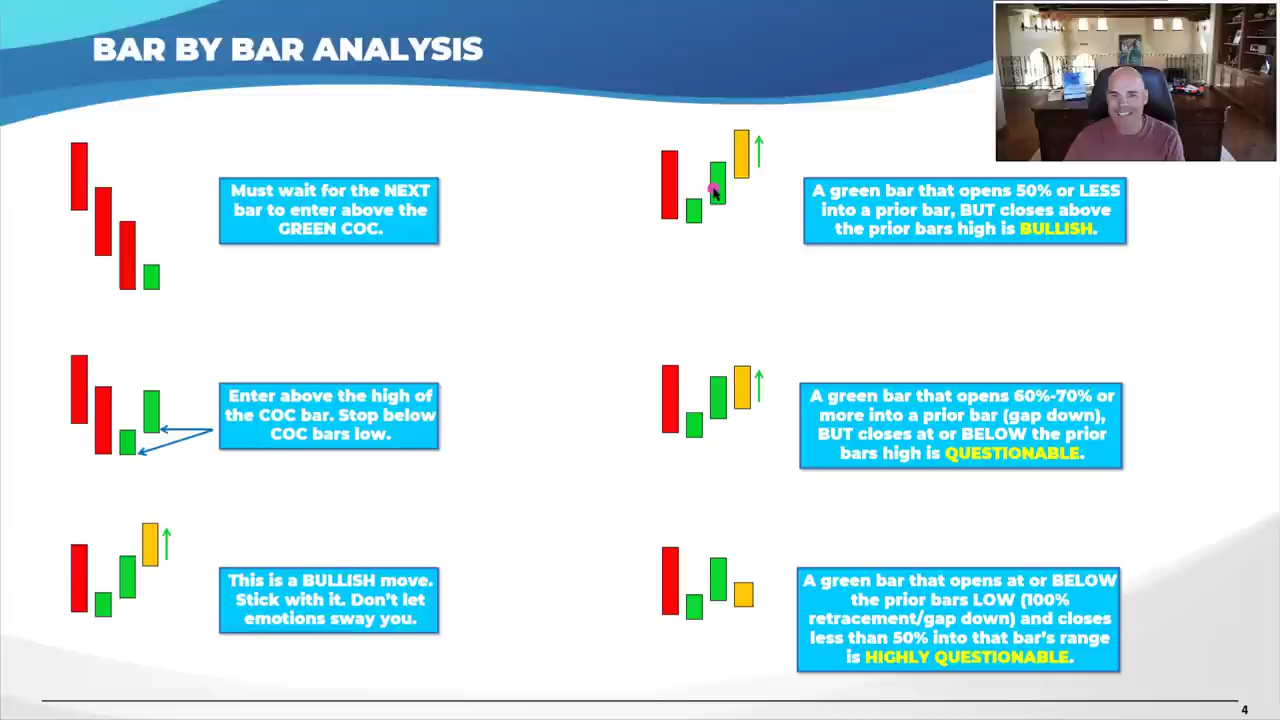 BAR BY BAR ANALYSIS
Must wait for the NEXT
bar to enter above the
GREEN COC.
Enter above the high of
the COC bar. Stop below
COC bars low.
This is a BULLISH move.
Stick with it. Don't let
emotions sway you.
A green bar that opens 50% or LESS
into a prior bar, BUT closes above
the prior bars high is BULLISH.
A green bar that opens 60%-70% or
more into a prior bar (gap down),
BUT closes at or BELOW the prior
bars high is QUESTIONABLE.
A green bar that opens at or BELOW
the prior bars LOW (100%
retracement/gap down) and closes
less than 50% into that bar's range
is HIGHLY QUESTIONABLE.
4